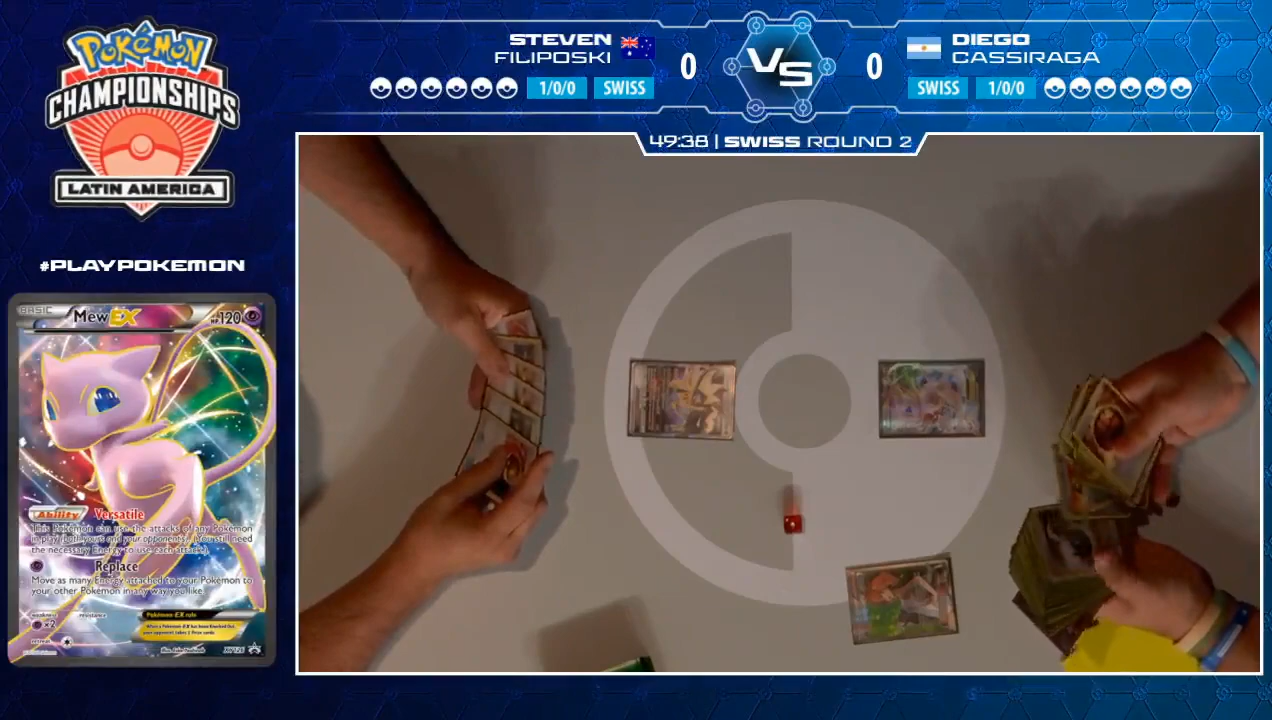 Pokémon
CHAMPIONSHIPS
LATIN AMERICA
#PLAYPOKEMON
STEVEN
FILIPOSKI
0
1/0/0
SWISS
VS
0
DIEGO
CASSIRAGA
SWISS
1/0/0
49:38 | SWISS ROUND 2
BASIC
Mew EX
HP120
Ability Versatile
This Pokémon can use the attacks of any Pokémon
in play (both yours and your opponent's). (You still need
the necessary Energy to use each attack.)
Replace
Move as many Energy attached to your Pokémon to
your other Pokémon in any way you like.
weakness
resistance
×2
retreat
Pokémon-EX rule
When a Pokémon-EX has been Knocked Out,
your opponent takes 2 Prize cards.
XY126